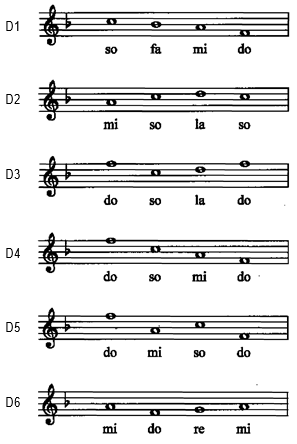 D1
so fa mi do
D2
mi so la so
D3
do so la do
D4
do so mi do
D5
do mi so do
D6
mi do re mi